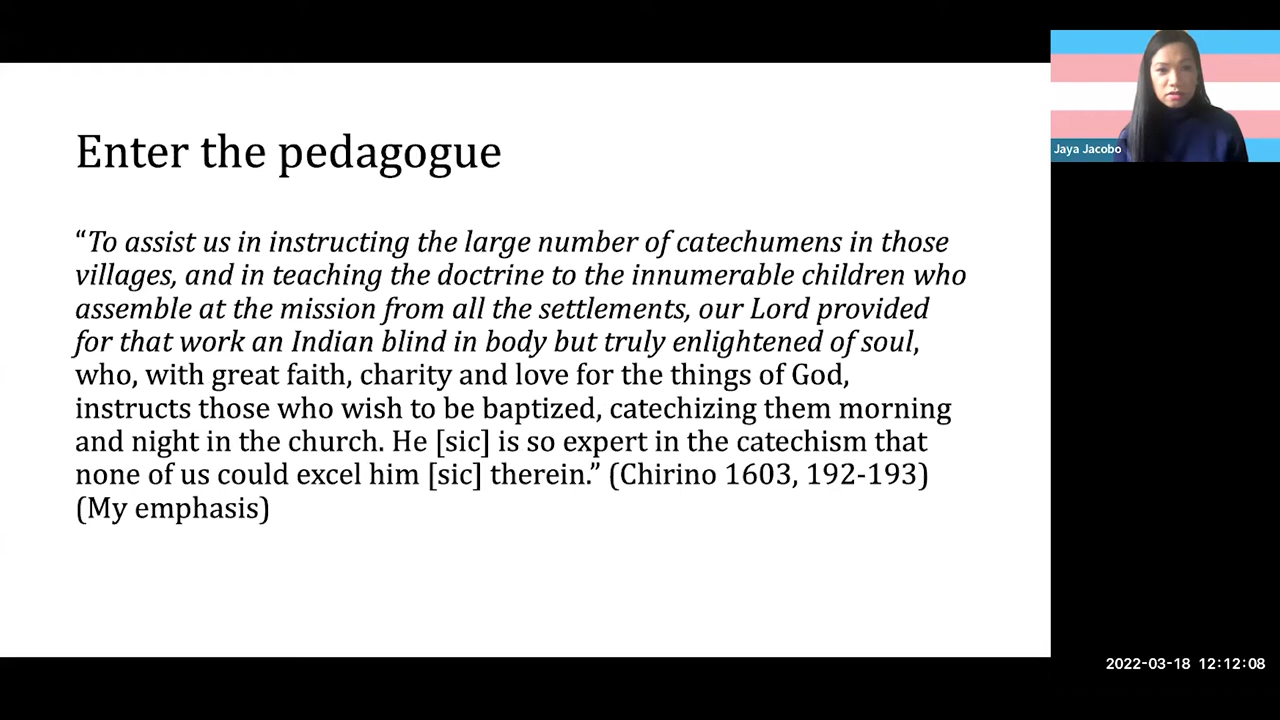 Enter the pedagogue
“To assist us in instructing the large number of catechumens in those
villages, and in teaching the doctrine to the innumerable children who
assemble at the mission from all the settlements, our Lord provided
for that work an Indian blind in body but truly enlightened of soul,
who, with great faith, charity and love for the things of God,
instructs those who wish to be baptized, catechizing them morning
and night in the church. He [sic] is so expert in the catechism that
none of us could excel him [sic] therein.” (Chirino 1603, 192-193)
(My emphasis)
Jaya Jacobo
2022-03-18 12:12:08